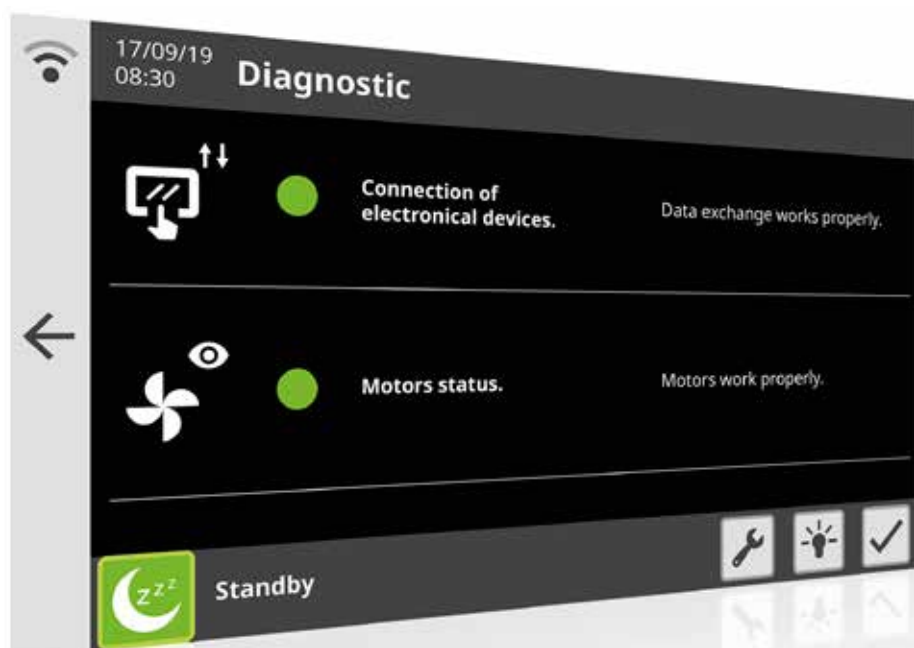 17/09/19
08:30
Diagnostic
Connection of
electronical devices.
Data exchange works properly.
Motors status.
Motors work properly.
zzz
Standby